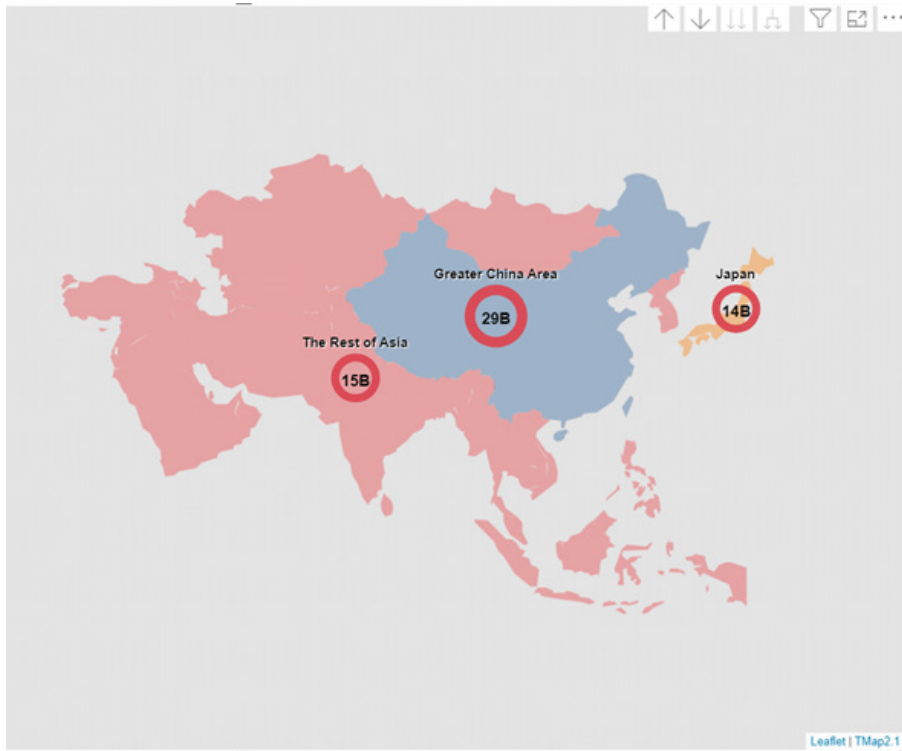 Greater China Area
29B
Japan
14B
The Rest of Asia
15B
Leaflet | TMap2.1